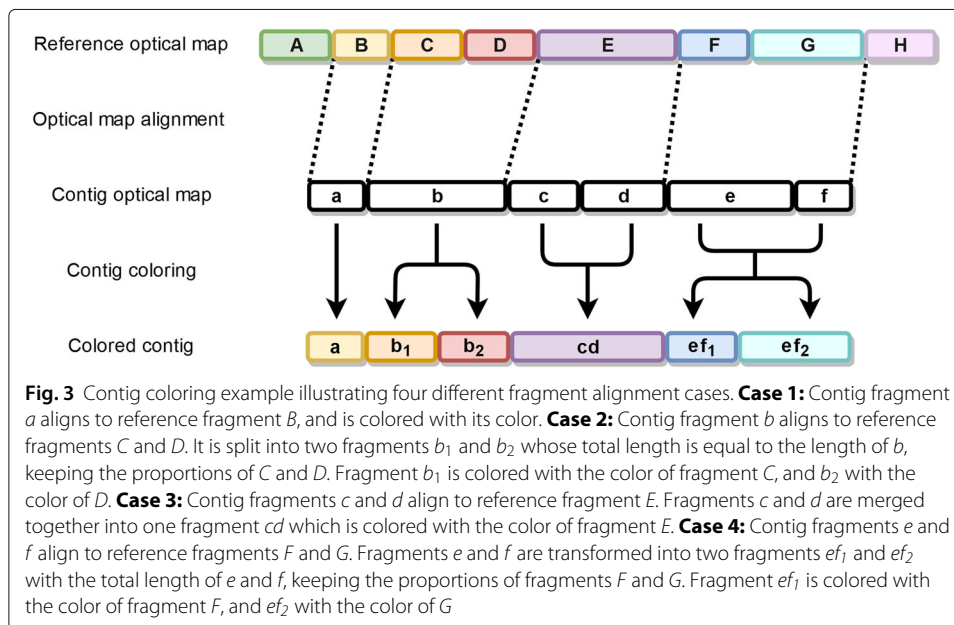 Reference optical map
A B C D E F G H
Optical map alignment
Contig optical map
a b c d e f
Contig coloring
Colored contig
a b₁ b₂ cd ef₁ ef₂
Fig. 3 Contig coloring example illustrating four different fragment alignment cases. Case 1: Contig fragment
a aligns to reference fragment B, and is colored with its color. Case 2: Contig fragment b aligns to reference
fragments C and D. It is split into two fragments b₁ and b₂ whose total length is equal to the length of b,
keeping the proportions of C and D. Fragment b₁ is colored with the color of fragment C, and b₂ with the
color of D. Case 3: Contig fragments c and d align to reference fragment E. Fragments c and d are merged
together into one fragment cd which is colored with the color of fragment E. Case 4: Contig fragments e and
f align to reference fragments F and G. Fragments e and f are transformed into two fragments ef₁ and ef₂
with the total length of e and f, keeping the proportions of fragments F and G. Fragment ef₁ is colored with
the color of fragment F, and ef₂ with the color of G